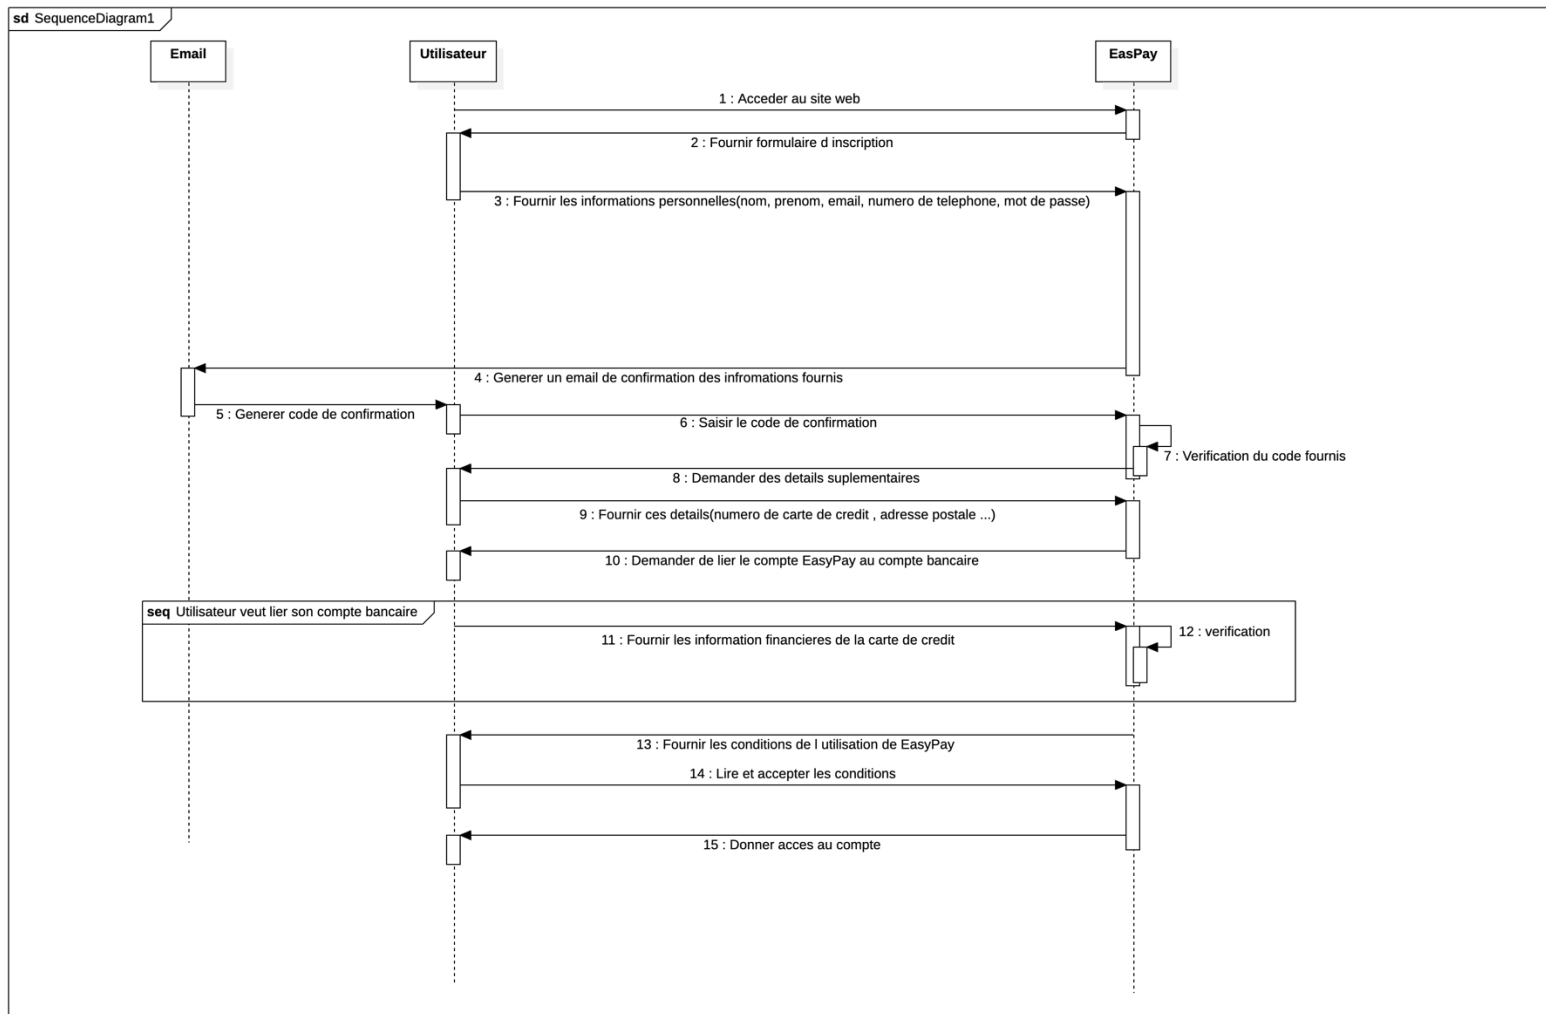 sd SequenceDiagram1
Email
Utilisateur
EasPay
1 : Acceder au site web
2 : Fournir formulaire d inscription
3 : Fournir les informations personnelles(nom, prenom, email, numero de telephone, mot de passe)
4 : Generer un email de confirmation des infromations fournis
5 : Generer code de confirmation
6 : Saisir le code de confirmation
7 : Verification du code fournis
8 : Demander des details suplementaires
9 : Fournir ces details(numero de carte de credit , adresse postale ...)
10 : Demander de lier le compte EasyPay au compte bancaire
seq Utilisateur veut lier son compte bancaire
11 : Fournir les information financieres de la carte de credit
12 : verification
13 : Fournir les conditions de l utilisation de EasyPay
14 : Lire et accepter les conditions
15 : Donner acces au compte